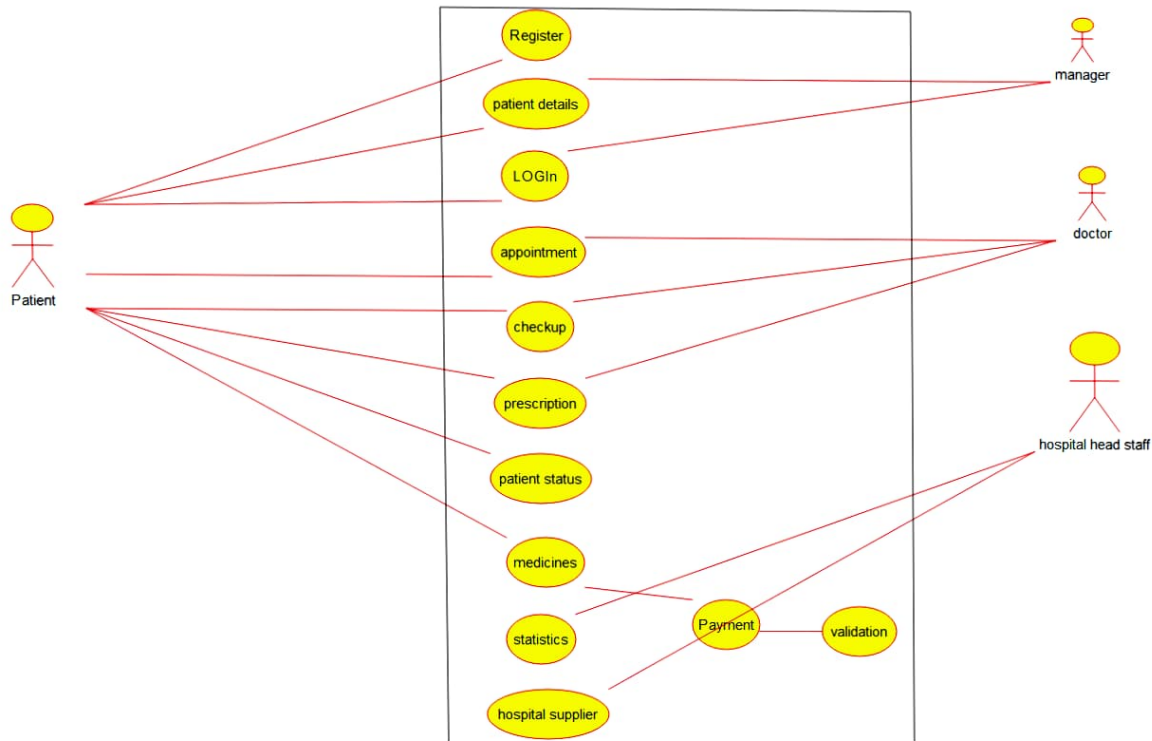 Register
manager
patient details
LOGIn
doctor
appointment
Patient
checkup
prescription
hospital head staff
patient status
medicines
Payment
validation
statistics
hospital supplier